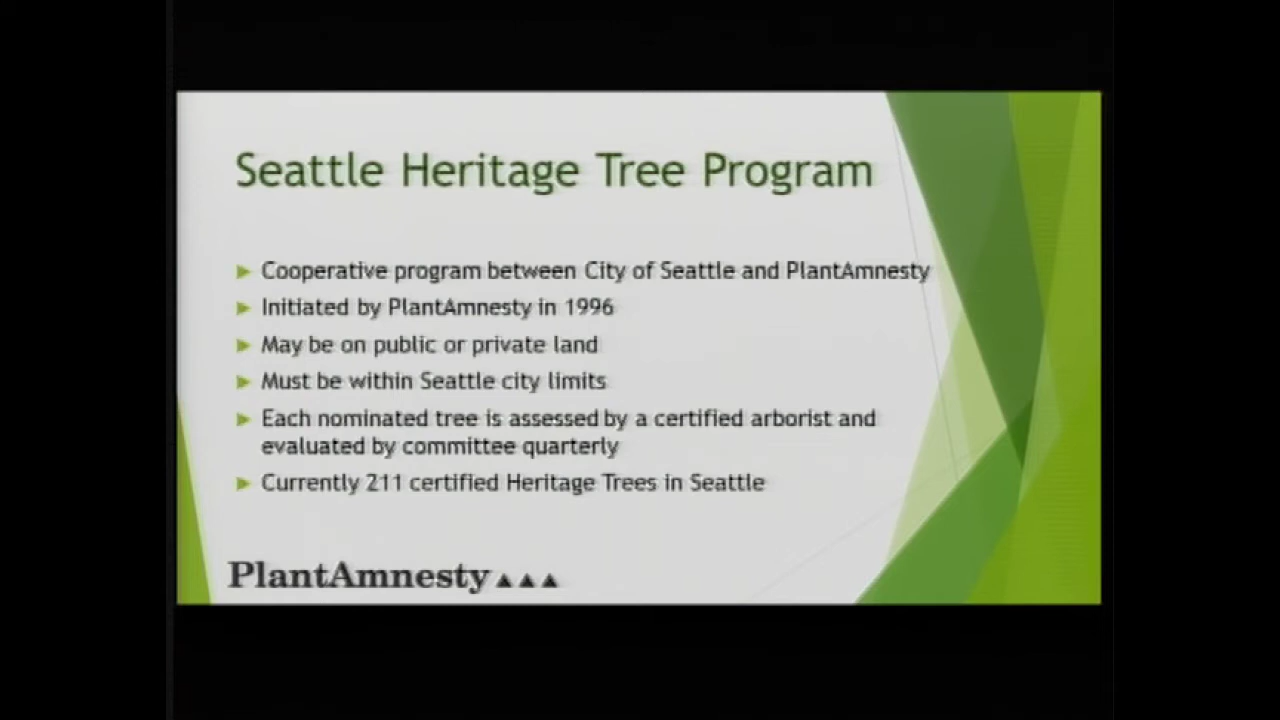 Seattle Heritage Tree Program
Cooperative program between City of Seattle and PlantAmnesty
Initiated by PlantAmnesty in 1996
May be on public or private land
Must be within Seattle city limits
Each nominated tree is assessed by a certified arborist and
evaluated by committee quarterly
Currently 211 certified Heritage Trees in Seattle
PlantAmnesty